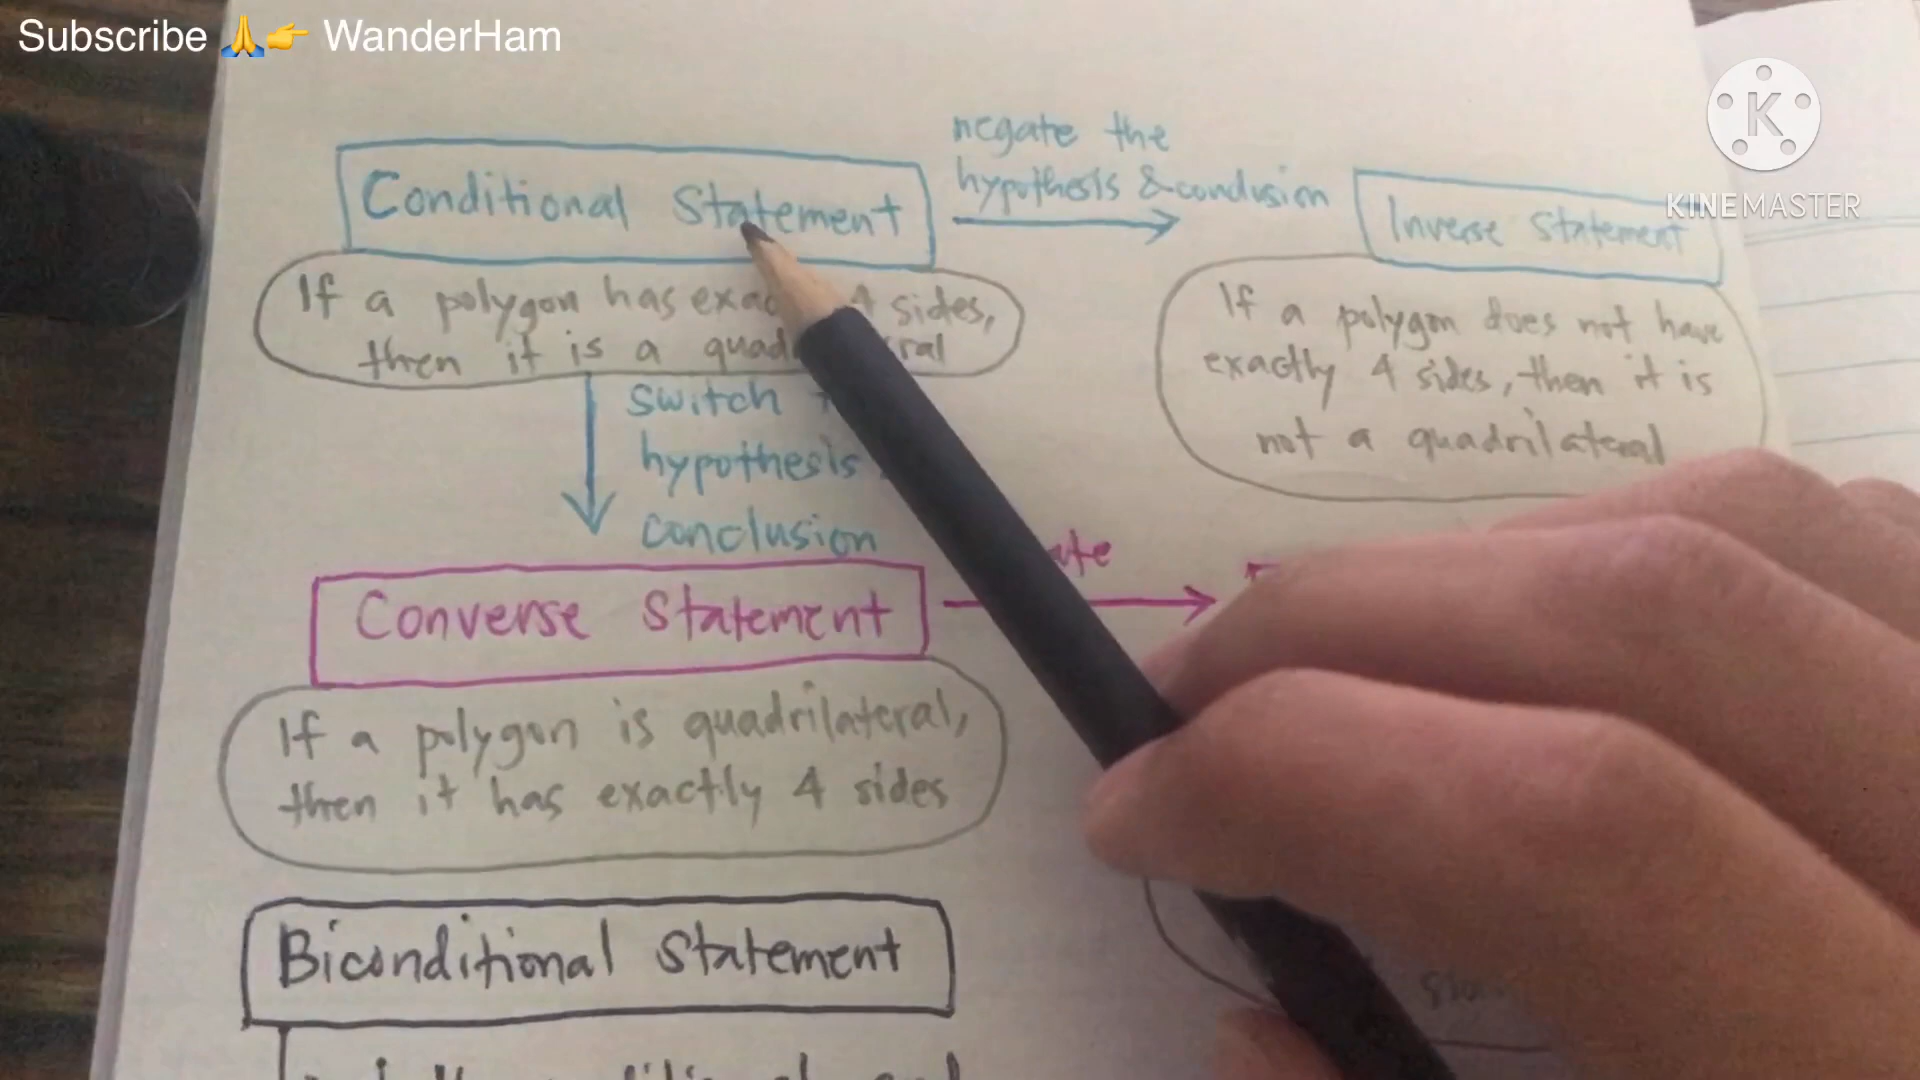 Subscribe 🙏👉 WanderHam
K
KINEMASTER
negate the
hypothesis & conclusion
Conditional Statement
Inverse Statement
If a polygon has 4 sides,
then it is a
If a polygon does not have
exactly 4 sides, then it is
not a quadrilateral
switch
hypothesis
conclusion
Converse Statement
If a polygon is quadrilateral,
then it has exactly 4 sides
Biconditional Statement